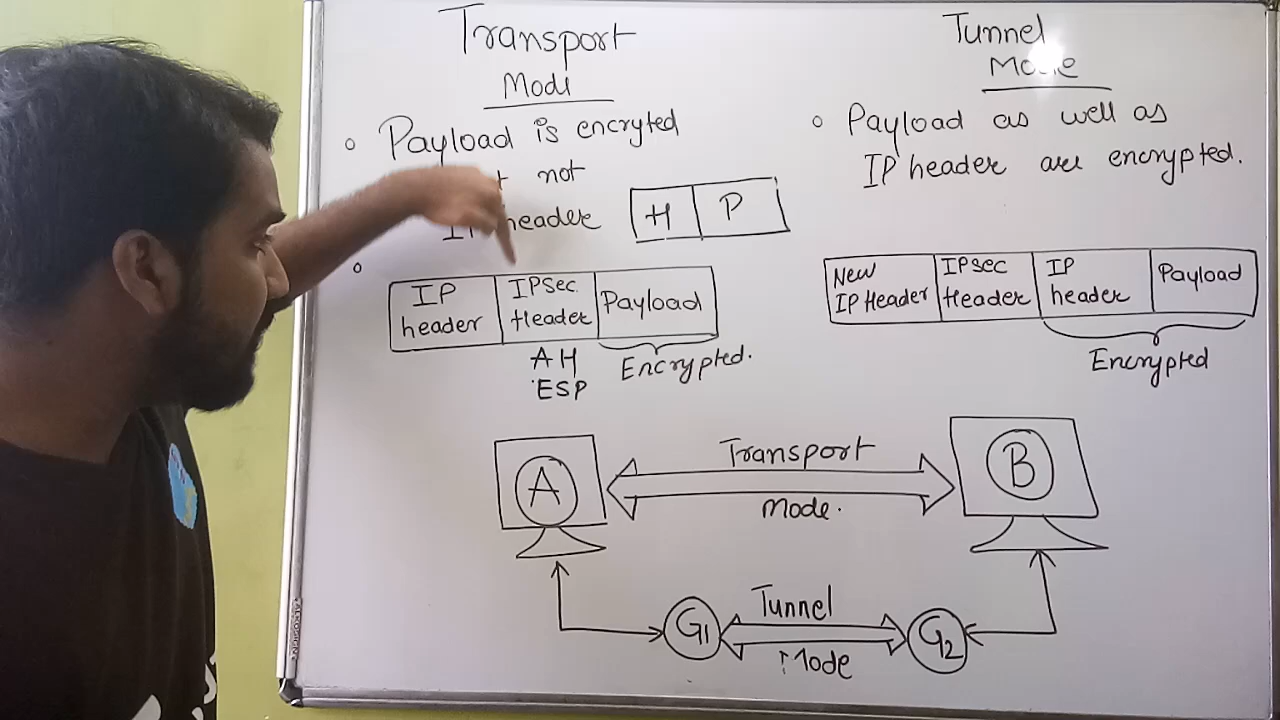 Transport
Modl
Payload is encryted
not
header
H P
IP
header
IPSec
Header
Payload
AH
ESP
Encrypted.
Tunnel
Mode
Payload as well as
IP header are encrypted.
New
IP Header
IPsec
Header
IP
header
Payload
Encrypted
A
Transport
Mode.
B
G1
Tunnel
Mode
G2